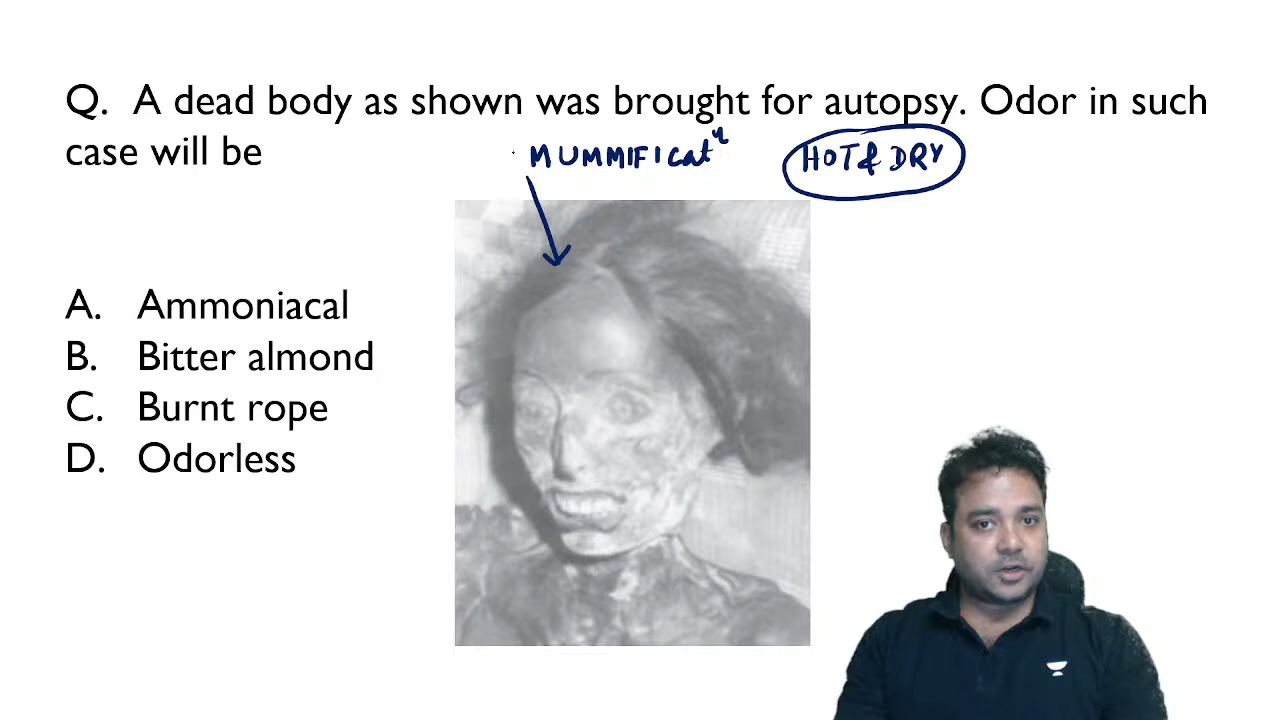 Q. A dead body as shown was brought for autopsy. Odor in such
case will be
MUMMIFICatn HOT & DRY
A. Ammoniacal
B. Bitter almond
C. Burnt rope
D. Odorless